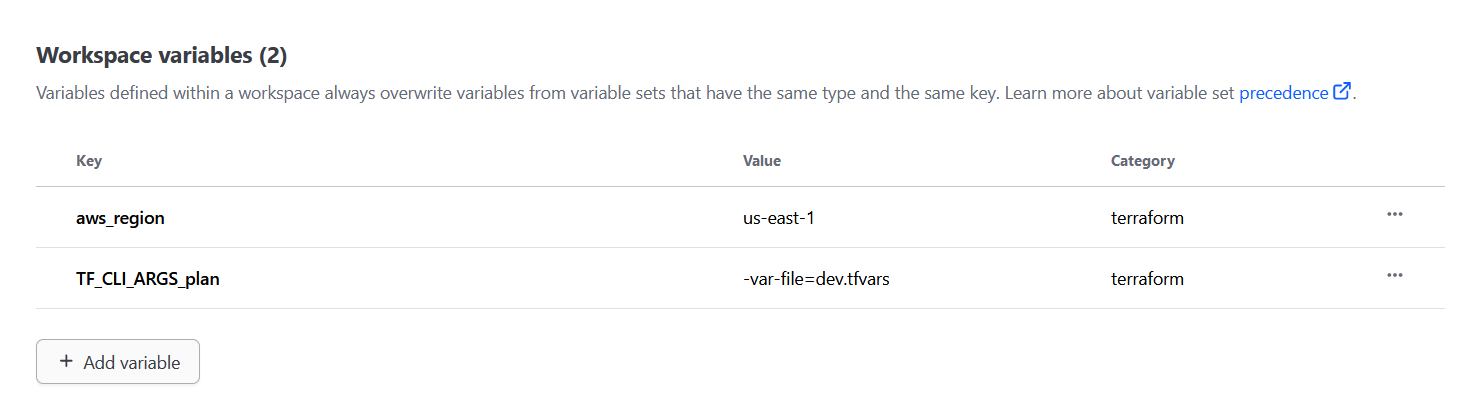 Workspace variables (2)
Variables defined within a workspace always overwrite variables from variable sets that have the same type and the same key. Learn more about variable set precedence.
Key Value Category
aws_region us-east-1 terraform
TF_CLI_ARGS_plan -var-file=dev.tfvars terraform
+ Add variable